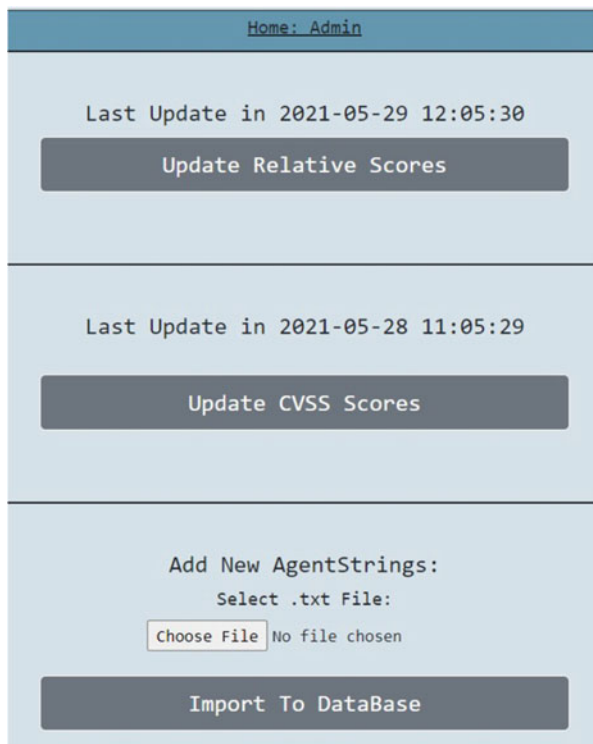 Home: Admin
Last Update in 2021-05-29 12:05:30
Update Relative Scores
Last Update in 2021-05-28 11:05:29
Update CVSS Scores
Add New AgentStrings:
Select .txt File:
Choose File No file chosen
Import To DataBase